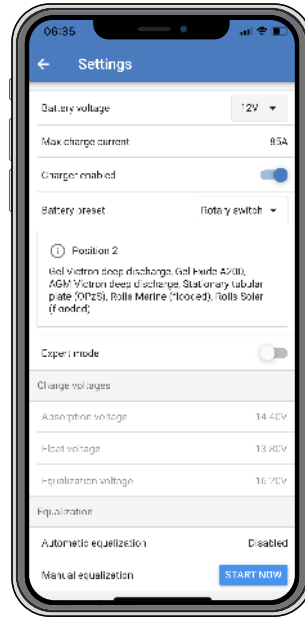 06:35
Settings
Battery voltage 12V
Max charge current 85A
Charger enabled
Battery preset Rotary switch
Position 2
Gel Victron deep discharge, Gel Exide A200,
AGM Victron deep discharge, Stationary tubular
plate (OPzS), Rolls Marine (flooded), Rolls Solar
(flooded)
Expert mode
Charge voltages
Absorption voltage 14.40V
Float voltage 13.80V
Equalization voltage 16.20V
Equalization
Automatic equalization Disabled
Manual equalization START NOW